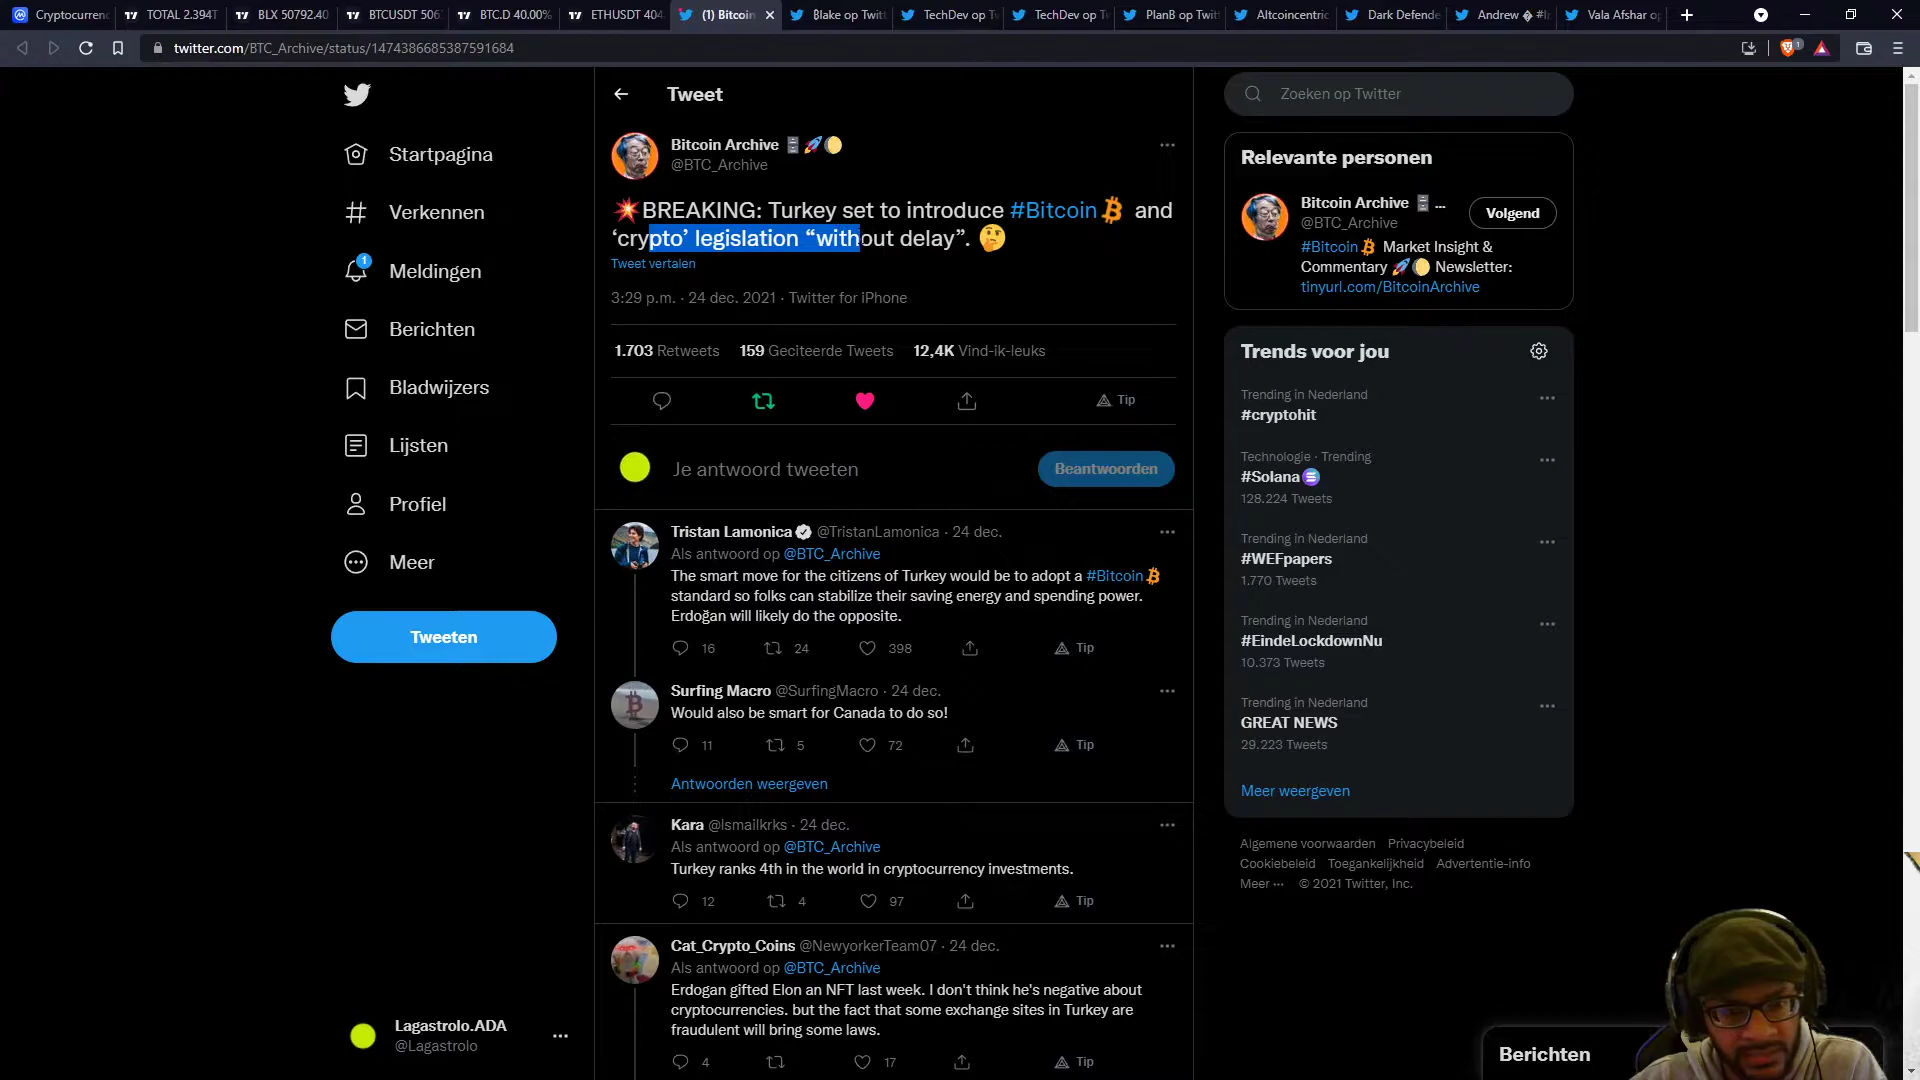 Cryptocurrenc
TOTAL 2.394T
BLX 50792.40
BTCUSDT 506
BTC.D 40.00%
ETHUSDT 404
(1) Bitcoin
Blake op Twitt
TechDev op T
TechDev op T
PlanB op Twit
Altcoincentric
Dark Defende
Andrew
Vala Afshar op
twitter.com/BTC_Archive/status/1474386685387591684
Startpagina
Verkennen
1
Meldingen
Berichten
Bladwijzers
Lijsten
Profiel
Meer
Tweeten
Lagastrolo.ADA
@Lagastrolo
Tweet
Bitcoin Archive
@BTC_Archive
BREAKING: Turkey set to introduce #Bitcoin and
‘crypto’ legislation “without delay”.
Tweet vertalen
3:29 p.m. · 24 dec. 2021 · Twitter for iPhone
1.703 Retweets 159 Geciteerde Tweets 12,4K Vind-ik-leuks
Tip
Je antwoord tweeten
Beantwoorden
Tristan Lamonica @TristanLamonica · 24 dec.
Als antwoord op @BTC_Archive
The smart move for the citizens of Turkey would be to adopt a #Bitcoin
standard so folks can stabilize their saving energy and spending power.
Erdoğan will likely do the opposite.
16 24 398 Tip
Surfing Macro @SurfingMacro · 24 dec.
Would also be smart for Canada to do so!
11 5 72 Tip
Antwoorden weergeven
Kara @Ismailkrks · 24 dec.
Als antwoord op @BTC_Archive
Turkey ranks 4th in the world in cryptocurrency investments.
12 4 97 Tip
Cat_Crypto_Coins @NewyorkerTeam07 · 24 dec.
Als antwoord op @BTC_Archive
Erdogan gifted Elon an NFT last week. I don't think he's negative about
cryptocurrencies. but the fact that some exchange sites in Turkey are
fraudulent will bring some laws.
4 17 Tip
Zoeken op Twitter
Relevante personen
Bitcoin Archive ...
@BTC_Archive
Volgend
#Bitcoin Market Insight &
Commentary Newsletter:
tinyurl.com/BitcoinArchive
Trends voor jou
Trending in Nederland
#cryptohit
Technologie · Trending
#Solana
128.224 Tweets
Trending in Nederland
#WEFpapers
1.770 Tweets
Trending in Nederland
#EindeLockdownNu
10.373 Tweets
Trending in Nederland
GREAT NEWS
29.223 Tweets
Meer weergeven
Algemene voorwaarden Privacybeleid
Cookiebeleid Toegankelijkheid Advertentie-info
Meer ··· © 2021 Twitter, Inc.
Berichten